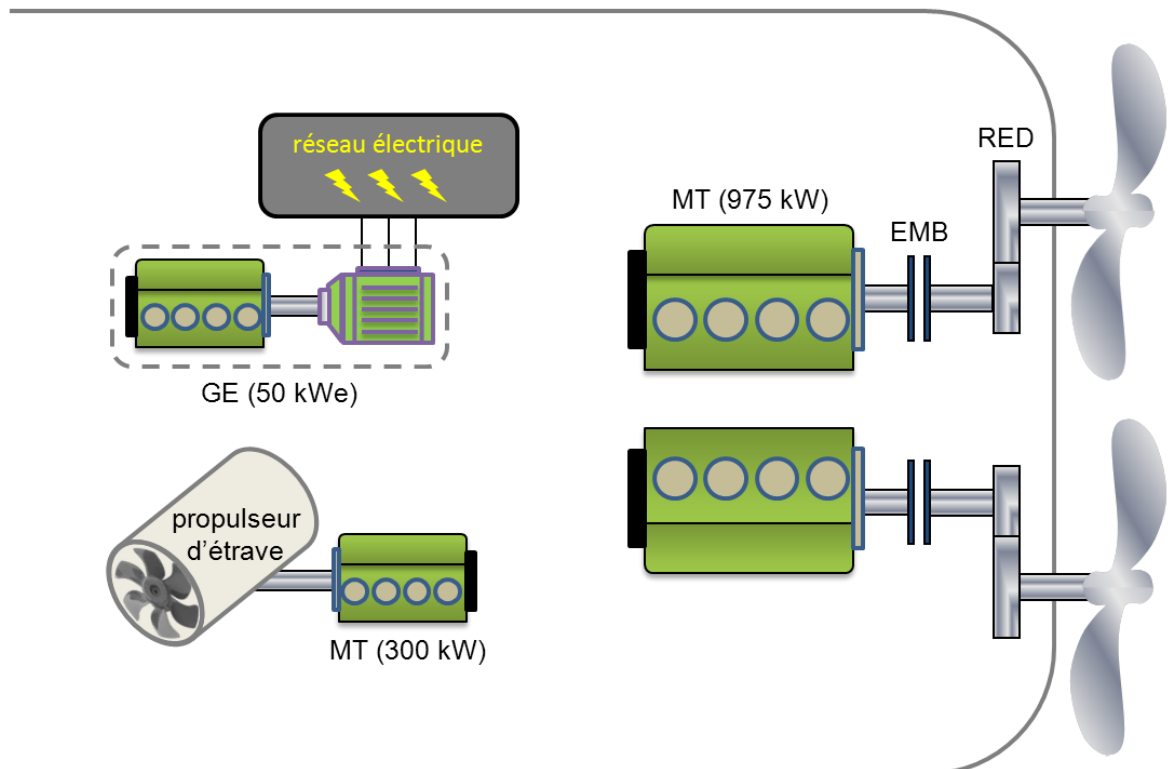 réseau électrique
RED
MT (975 kW)
EMB
GE (50 kWe)
propulseur
d'étrave
MT (300 kW)